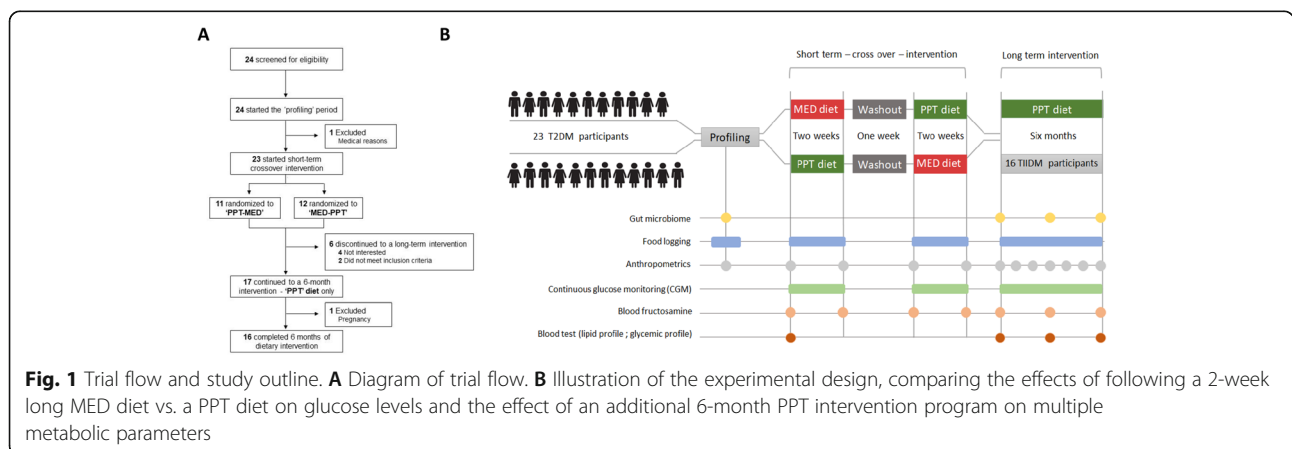 A
24 screened for eligibility
24 started the 'profiling' period
1 Excluded
Medical reasons
23 started short-term
crossover intervention
11 randomized to
'PPT-MED'
12 randomized to
'MED-PPT'
6 discontinued to a long-term intervention
4 Not interested
2 Did not meet inclusion criteria
17 continued to a 6-month
intervention - 'PPT' diet only
1 Excluded
Pregnancy
16 completed 6 months of
dietary intervention
B
Short term – cross over – intervention
Long term intervention
MED diet
Washout
PPT diet
PPT diet
23 T2DM participants
Profiling
Two weeks
One week
Two weeks
Six months
PPT diet
Washout
MED diet
16 TIIDM participants
Gut microbiome
Food logging
Anthropometrics
Continuous glucose monitoring (CGM)
Blood fructosamine
Blood test (lipid profile ; glycemic profile)
Fig. 1 Trial flow and study outline. A Diagram of trial flow. B Illustration of the experimental design, comparing the effects of following a 2-week
long MED diet vs. a PPT diet on glucose levels and the effect of an additional 6-month PPT intervention program on multiple
metabolic parameters